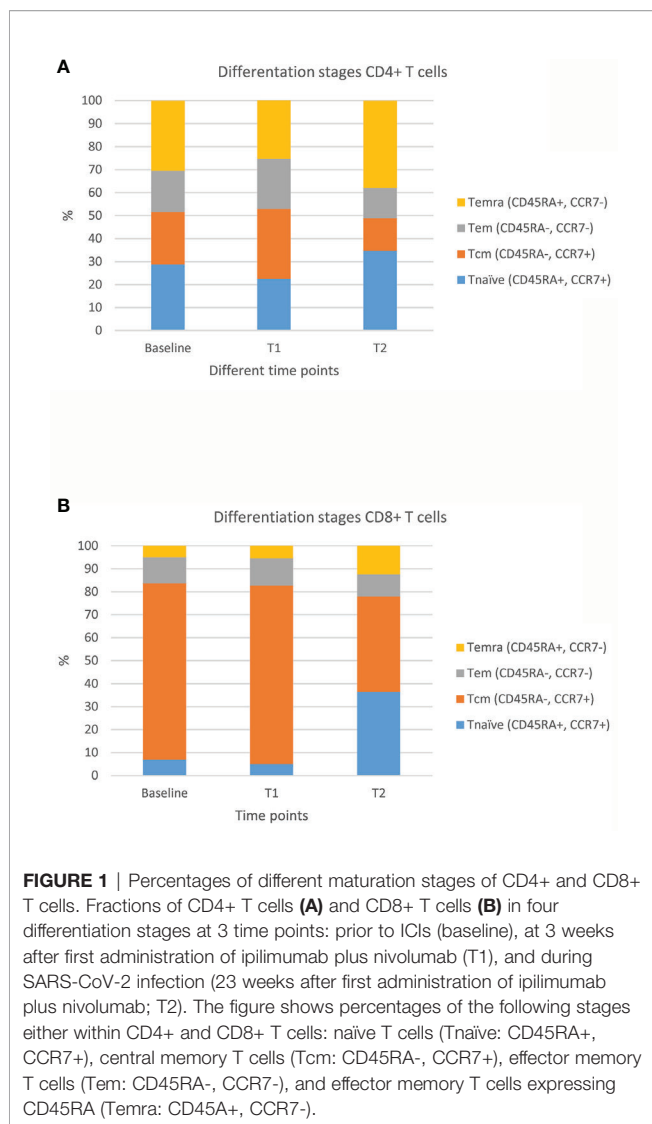 A
Differentation stages CD4+ T cells
100
90
80
70
60
50
40
30
20
10
0
%
Baseline
T1
T2
Different time points
Temra (CD45RA+, CCR7-)
Tem (CD45RA-, CCR7-)
Tcm (CD45RA-, CCR7+)
Tnaïve (CD45RA+, CCR7+)
B
Differentiation stages CD8+ T cells
100
90
80
70
60
50
40
30
20
10
0
%
Baseline
T1
T2
Time points
Temra (CD45RA+, CCR7-)
Tem (CD45RA-, CCR7-)
Tcm (CD45RA-, CCR7+)
Tnaïve (CD45RA+, CCR7+)
FIGURE 1 | Percentages of different maturation stages of CD4+ and CD8+
T cells. Fractions of CD4+ T cells (A) and CD8+ T cells (B) in four
differentiation stages at 3 time points: prior to ICIs (baseline), at 3 weeks
after first administration of ipilimumab plus nivolumab (T1), and during
SARS-CoV-2 infection (23 weeks after first administration of ipilimumab
plus nivolumab; T2). The figure shows percentages of the following stages
either within CD4+ and CD8+ T cells: naïve T cells (Tnaïve: CD45RA+,
CCR7+), central memory T cells (Tcm: CD45RA-, CCR7+), effector memory
T cells (Tem: CD45RA-, CCR7-), and effector memory T cells expressing
CD45RA (Temra: CD45A+, CCR7-).